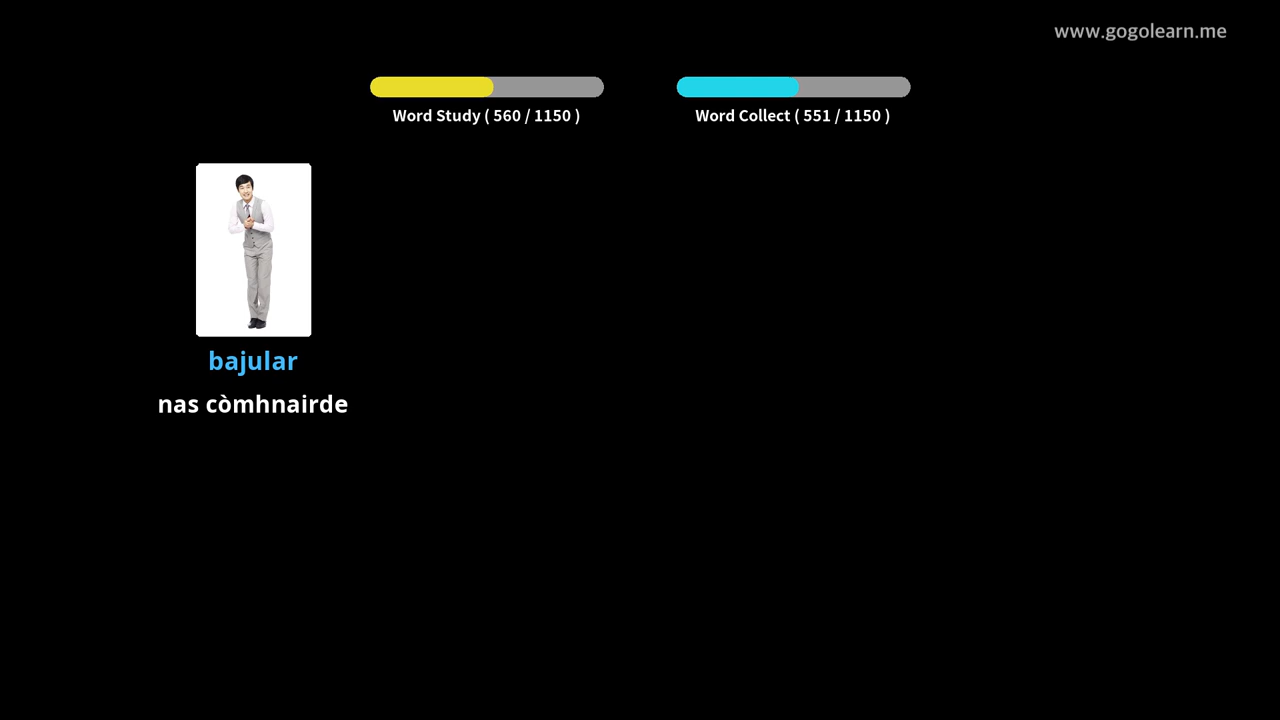 www.gogolearn.me
Word Study ( 560 / 1150 )
Word Collect ( 551 / 1150 )
bajular
nas còmhnairde